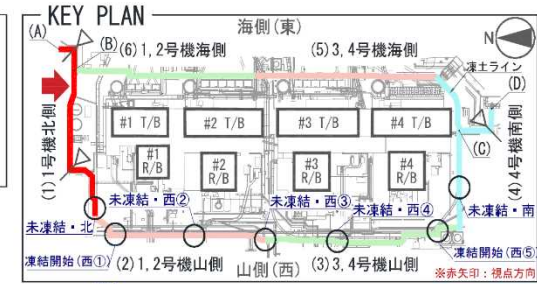 KEY PLAN
海側(東)
(A)
(B)
(6)1,2号機海側
(5)3,4号機海側
N
凍土ライン
(D)
(1)1号機北側
#1 T/B
#2 T/B
#3 T/B
#4 T/B
(C)
(4)4号機南側
#1
R/B
#2
R/B
#3
R/B
#4
R/B
未凍結・西②
未凍結・西③
未凍結・西④
未凍結・北
未凍結・南
凍結開始(西①)
(2)1,2号機山側
山側(西)
(3)3,4号機山側
凍結開始(西⑤)
※赤矢印：視点方向